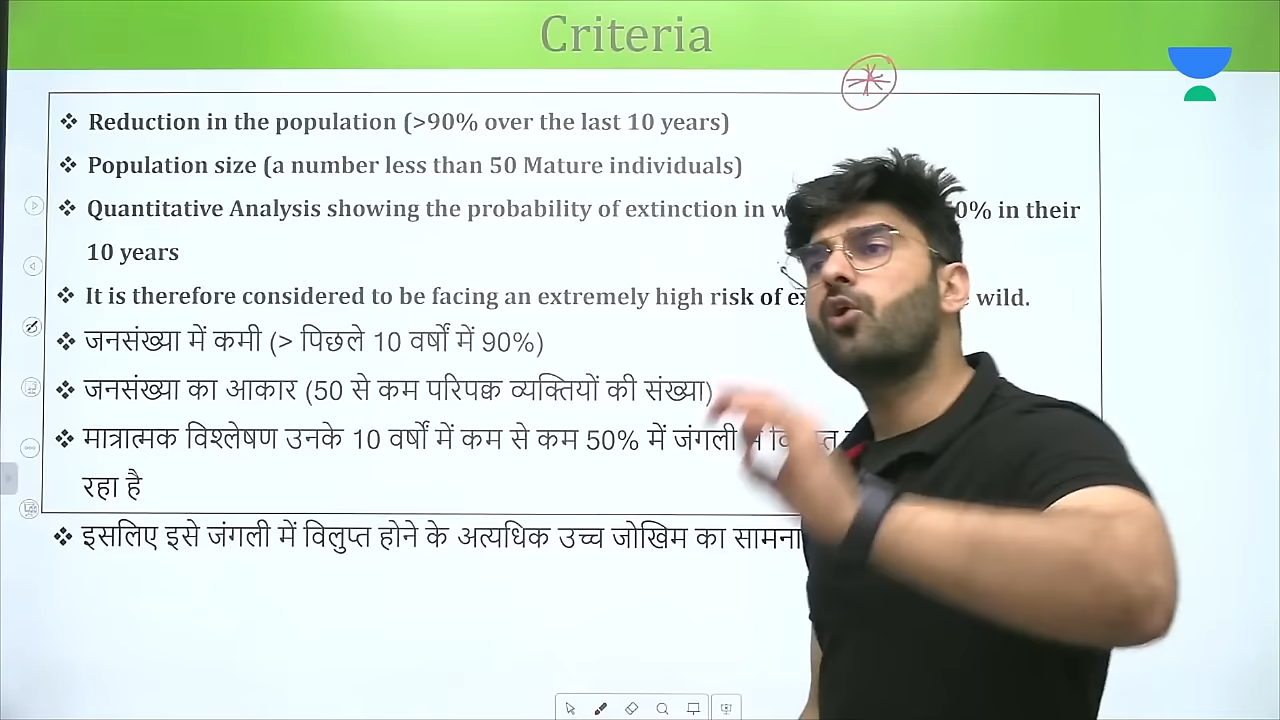 Criteria
❖ Reduction in the population (>90% over the last 10 years)
❖ Population size (a number less than 50 Mature individuals)
❖ Quantitative Analysis showing the probability of extinction in 0% in their
10 years
❖ It is therefore considered to be facing an extremely high risk of wild.
❖ जनसंख्या में कमी (> पिछले 10 वर्षों में 90%)
❖ जनसंख्या का आकार (50 से कम परिपक्व व्यक्तियों की संख्या)
❖ मात्रात्मक विश्लेषण उनके 10 वर्षों में कम से कम 50% में जंगली
रहा है
❖ इसलिए इसे जंगली में विलुप्त होने के अत्यधिक उच्च जोखिम का सामना